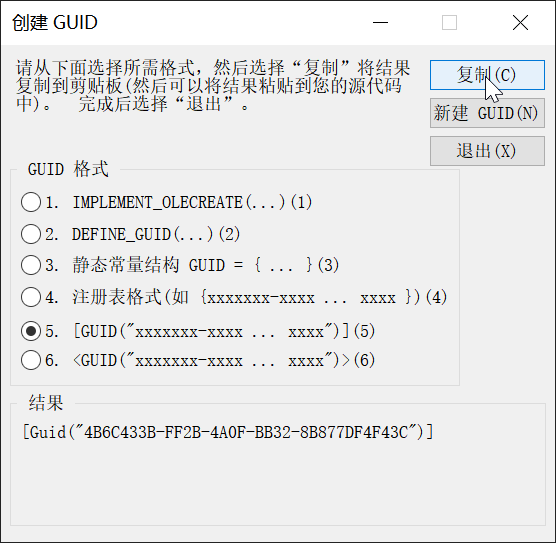 创建 GUID
请从下面选择所需格式，然后选择“复制”将结果
复制到剪贴板(然后可以将结果粘贴到您的源代码
中)。 完成后选择“退出”。
复制(C)
新建 GUID(N)
退出(X)
GUID 格式
1. IMPLEMENT_OLECREATE(...)(1)
2. DEFINE_GUID(...)(2)
3. 静态常量结构 GUID = { ... }(3)
4. 注册表格式(如 {xxxxxxx-xxxx ... xxxx })(4)
5. [GUID("xxxxxxx-xxxx ... xxxx")](5)
6. <GUID("xxxxxxx-xxxx ... xxxx")>(6)
结果
[Guid("4B6C433B-FF2B-4A0F-BB32-8B877DF4F43C")]